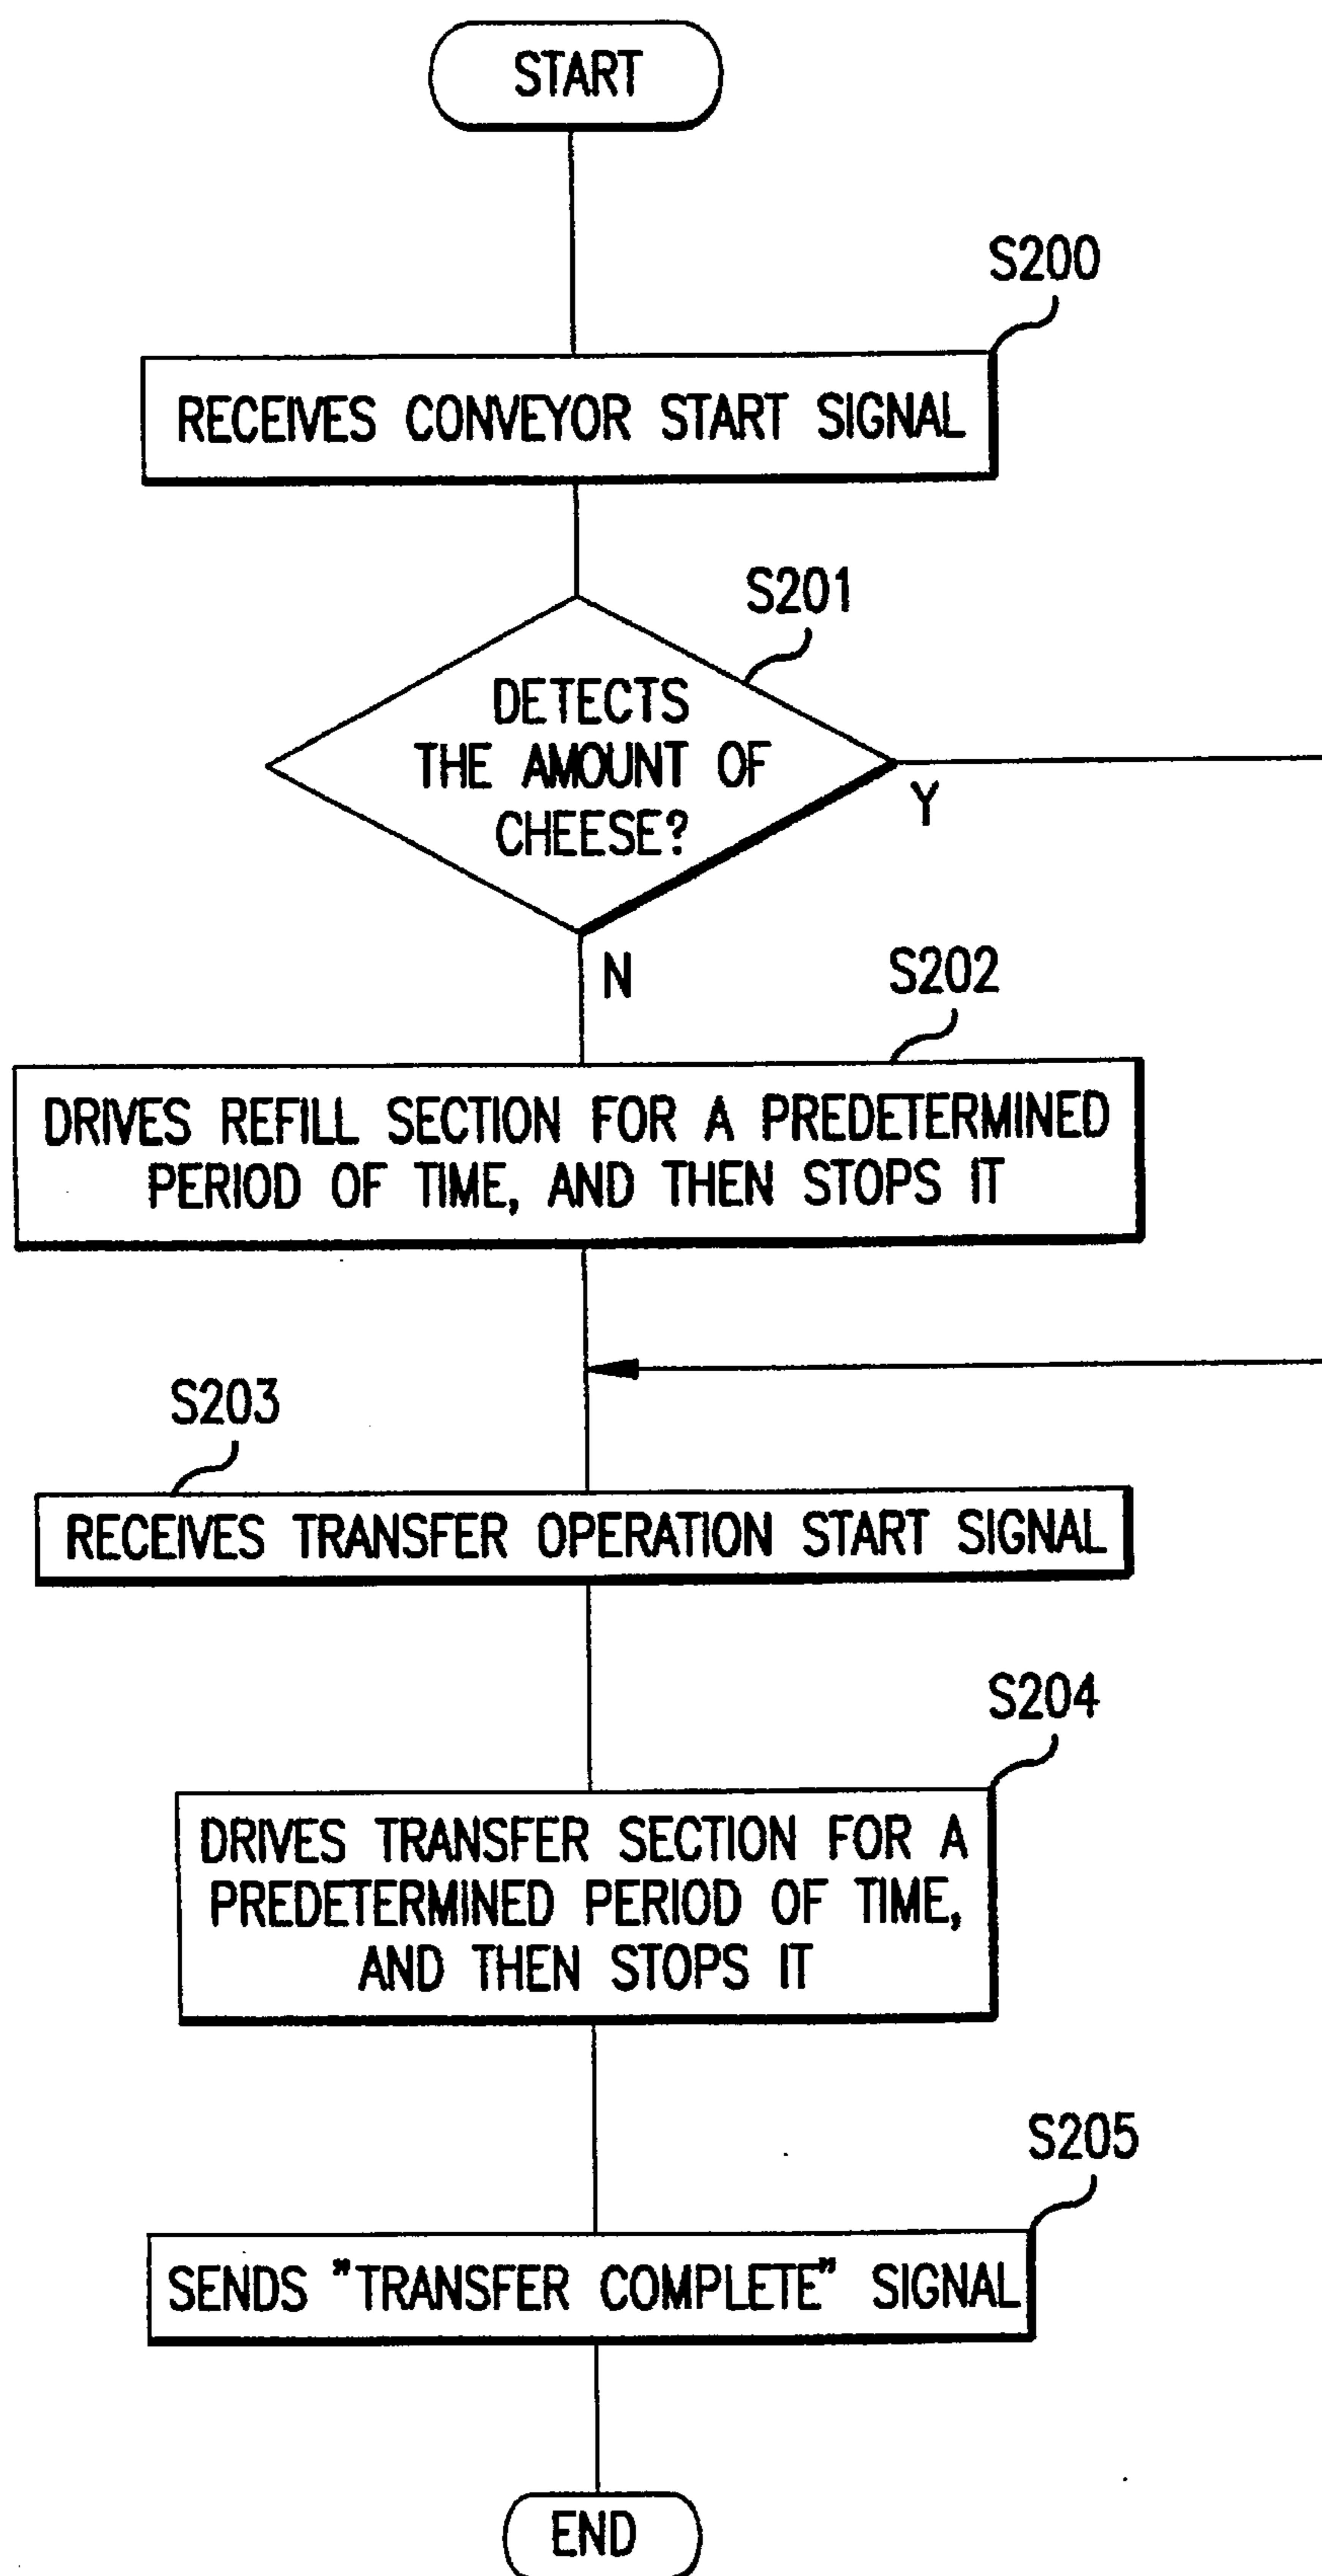 START
S200
RECEIVES CONVEYOR START SIGNAL
S201
DETECTS
THE AMOUNT OF
CHEESE?
Y
N
S202
DRIVES REFILL SECTION FOR A PREDETERMINED
PERIOD OF TIME, AND THEN STOPS IT
S203
RECEIVES TRANSFER OPERATION START SIGNAL
S204
DRIVES TRANSFER SECTION FOR A
PREDETERMINED PERIOD OF TIME,
AND THEN STOPS IT
S205
SENDS "TRANSFER COMPLETE" SIGNAL
END